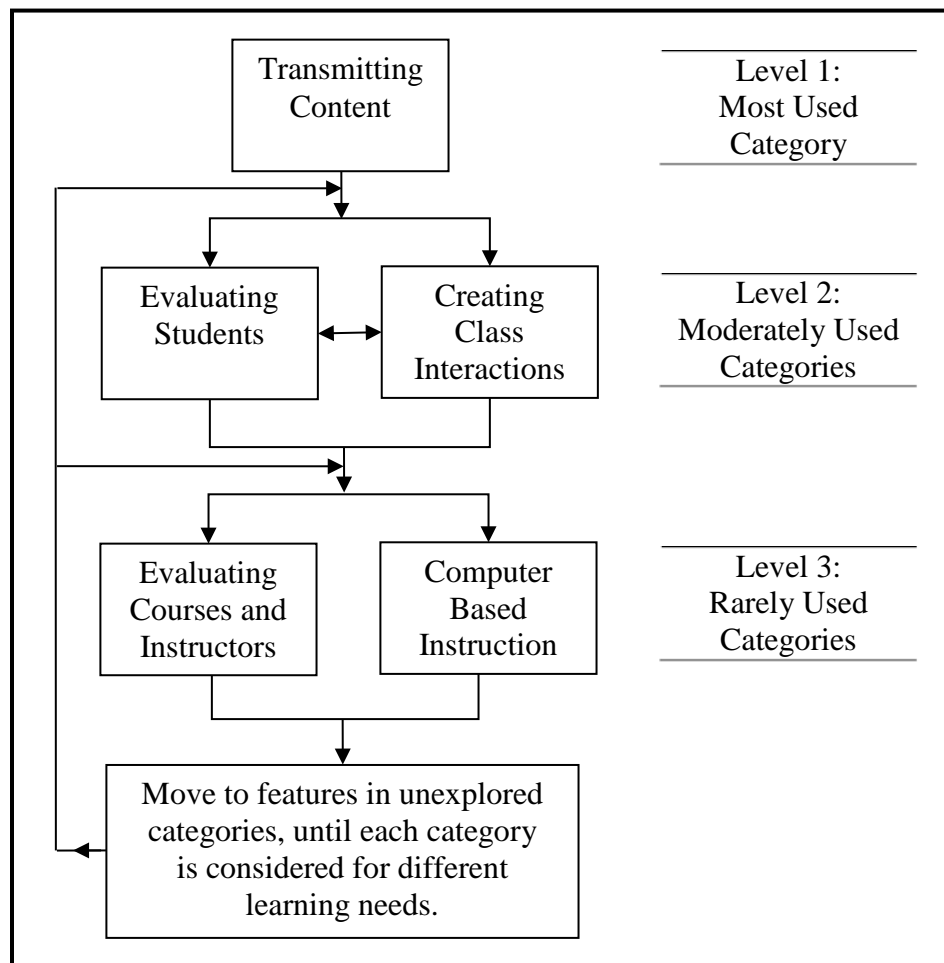 Transmitting
Content
Level 1:
Most Used
Category
Evaluating
Students
Creating
Class
Interactions
Level 2:
Moderately Used
Categories
Evaluating
Courses and
Instructors
Computer
Based
Instruction
Level 3:
Rarely Used
Categories
Move to features in unexplored
categories, until each category
is considered for different
learning needs.